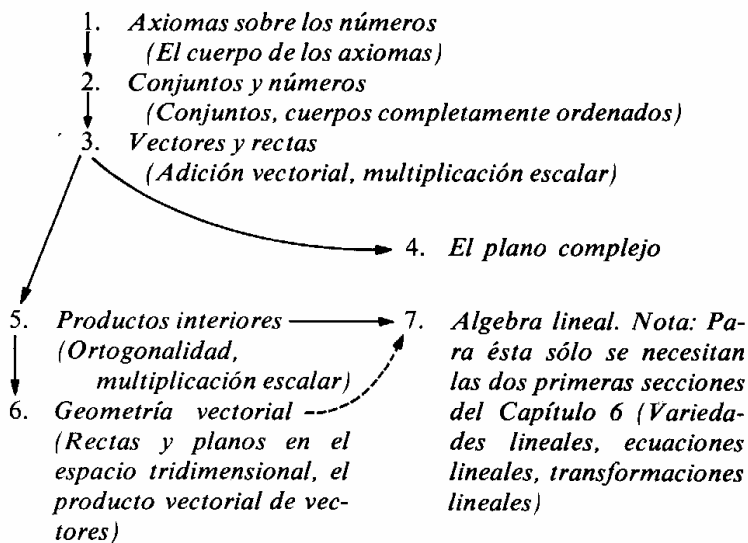 1. Axiomas sobre los números
(El cuerpo de los axiomas)
2. Conjuntos y números
(Conjuntos, cuerpos completamente ordenados)
3. Vectores y rectas
(Adición vectorial, multiplicación escalar)
4. El plano complejo
5. Productos interiores
(Ortogonalidad,
multiplicación escalar)
6. Geometría vectorial
(Rectas y planos en el
espacio tridimensional, el
producto vectorial de vec-
tores)
7. Algebra lineal. Nota: Pa-
ra ésta sólo se necesitan
las dos primeras secciones
del Capítulo 6 (Varieda-
des lineales, ecuaciones
lineales, transformaciones
lineales)